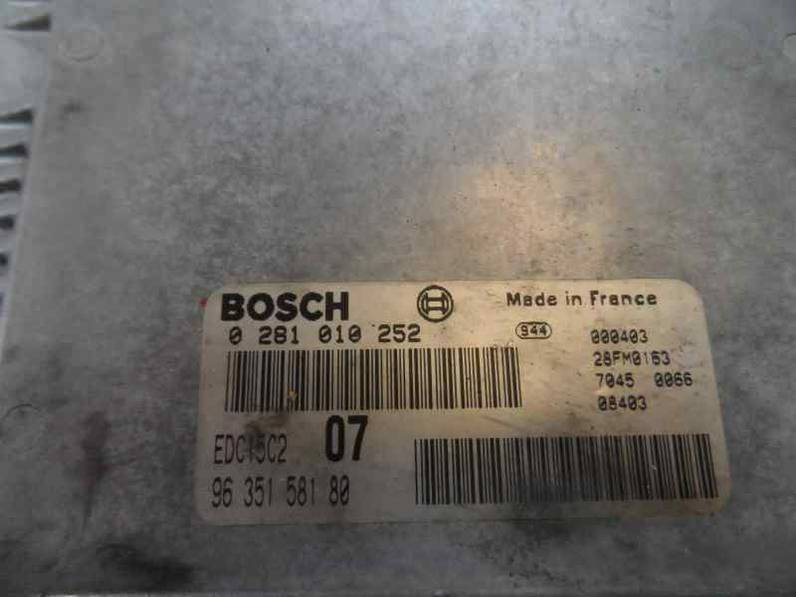 BOSCH Made in France
0 281 010 252 944 000403
28FM0163
7045 0066
08403
EDC15C2 07
96 351 581 80